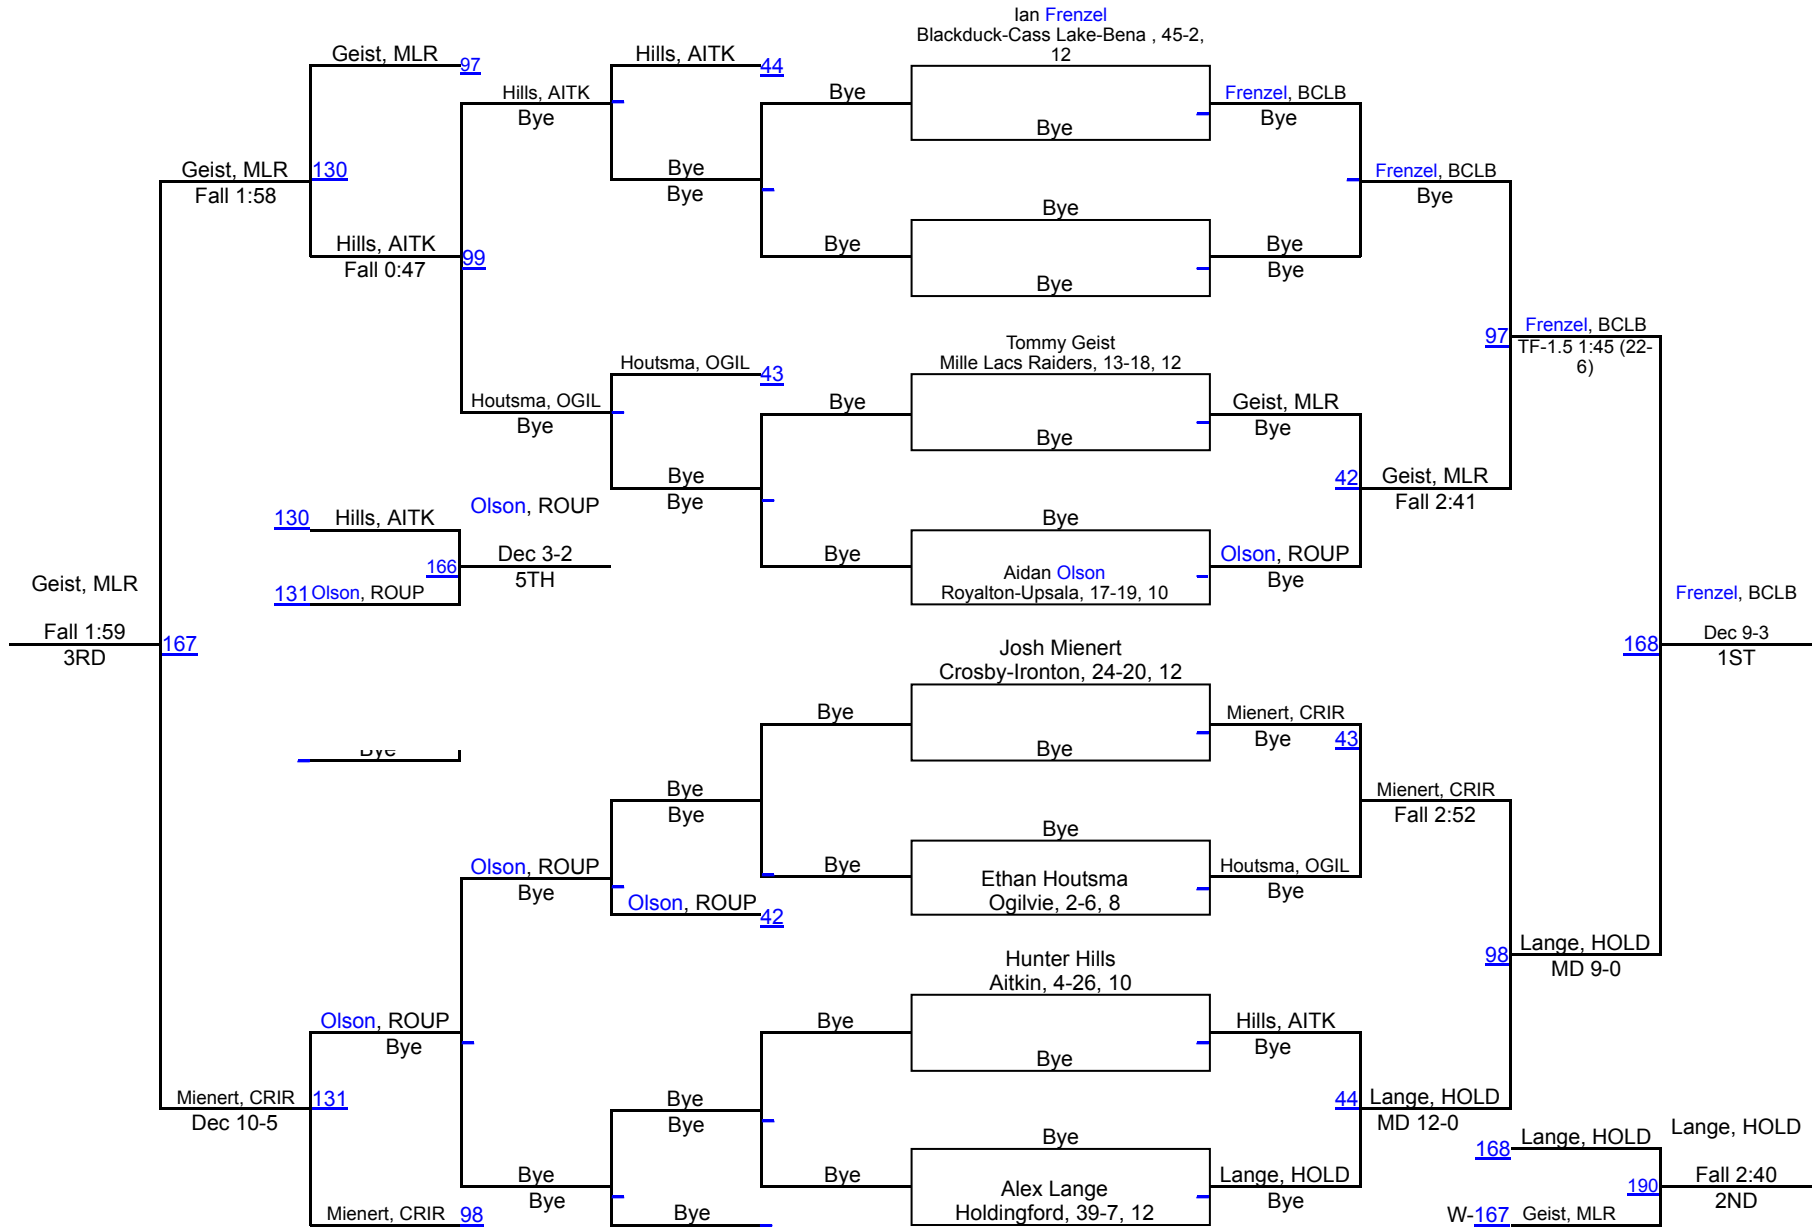 Ian Frenzel
Blackduck-Cass Lake-Bena , 45-2,
12
Geist, MLR 97
Hills, AITK 44
Hills, AITK
Bye
Bye
Bye
Frenzel, BCLB
Bye
Geist, MLR 130
Fall 1:58
Bye
Bye
Frenzel, BCLB
Bye
Bye
Hills, AITK 99
Fall 0:47
Bye
Bye
Bye
Bye
Frenzel, BCLB
97
TF-1.5 1:45 (22-
6)
Tommy Geist
Mille Lacs Raiders, 13-18, 12
Houtsma, OGIL 43
Houtsma, OGIL
Bye
Bye
Bye
Geist, MLR
Bye
Bye
Bye
42 Geist, MLR
Fall 2:41
Olson, ROUP
130 Hills, AITK
Bye
166
Dec 3-2
5TH
131 Olson, ROUP
Bye
Aidan Olson
Royalton-Upsala, 17-19, 10
Olson, ROUP
Bye
Geist, MLR
Fall 1:59
3RD
167
Frenzel, BCLB
168
Dec 9-3
1ST
Josh Mienert
Crosby-Ironton, 24-20, 12
Bye
Bye
Mienert, CRIR
Bye 43
Bye
Bye
Bye
Mienert, CRIR
Fall 2:52
Bye
Olson, ROUP
Bye
Bye
Ethan Houtsma
Ogilvie, 2-6, 8
Houtsma, OGIL
Bye
Olson, ROUP 42
98
Lange, HOLD
MD 9-0
Hunter Hills
Aitkin, 4-26, 10
Olson, ROUP
Bye
Bye
Bye
Hills, AITK
Bye
Mienert, CRIR 131
Dec 10-5
Bye
Bye
44 Lange, HOLD
MD 12-0
Bye
168 Lange, HOLD
Lange, HOLD
Bye
Bye
Bye
Alex Lange
Holdingford, 39-7, 12
Lange, HOLD
Bye
190
Fall 2:40
2ND
Mienert, CRIR 98
Bye
W-167 Geist, MLR